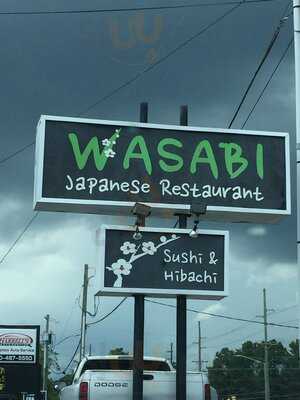 WASABI
Japanese Restaurant
Sushi &
Hibachi
DODGE